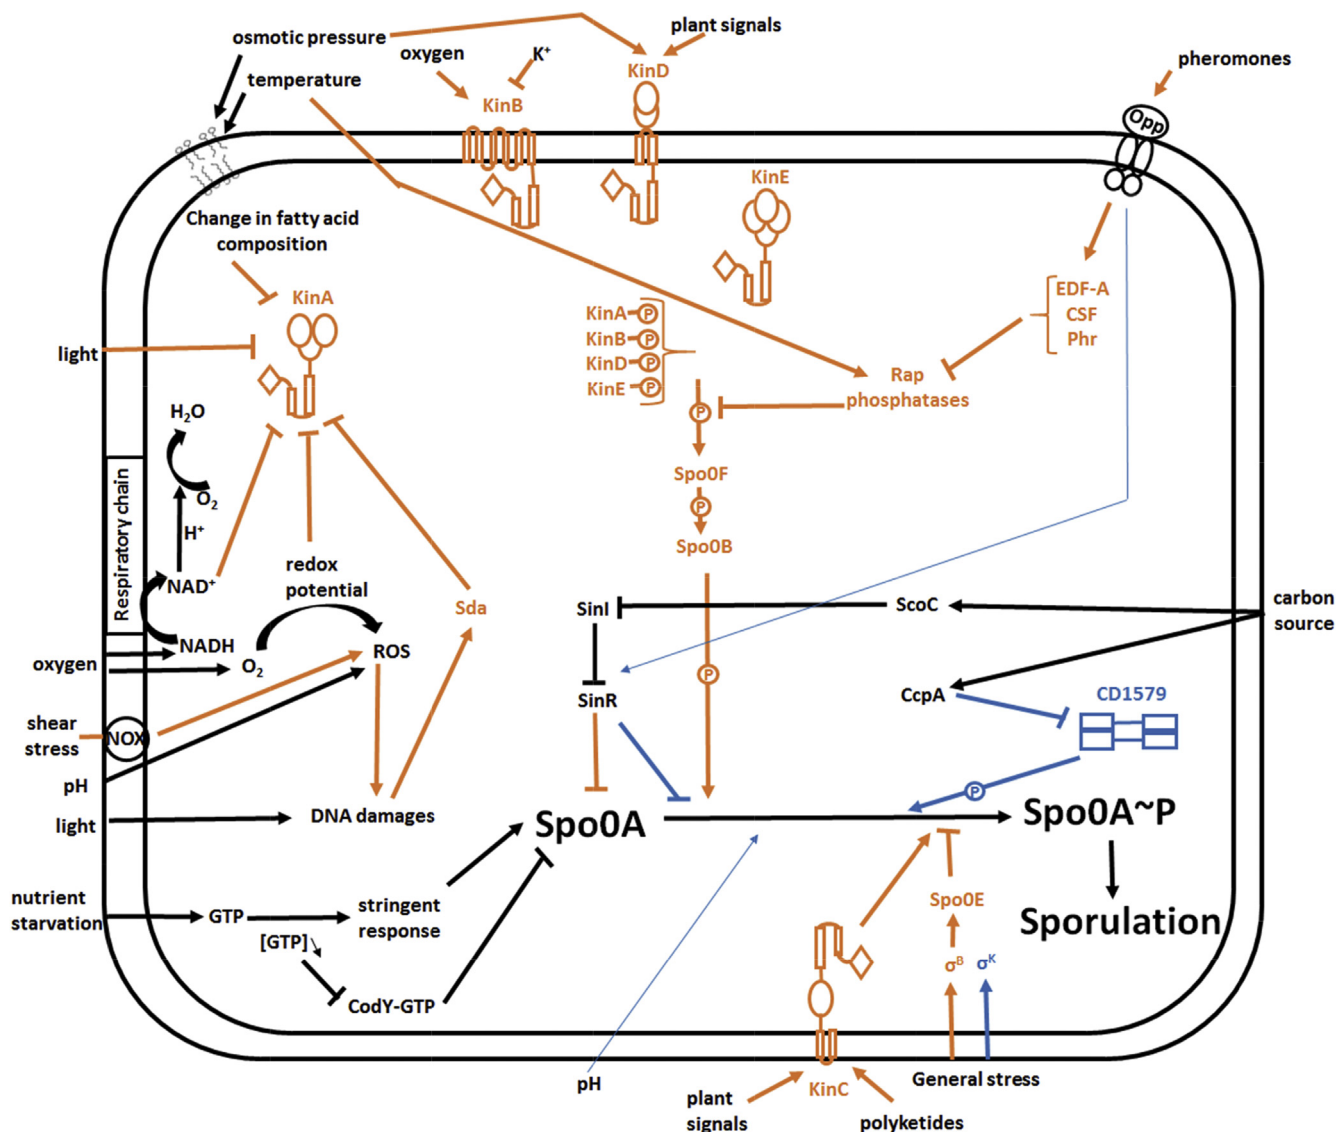 osmotic pressure
plant signals
oxygen
K⁺
pheromones
temperature
KinD
KinB
Opp
KinE
Change in fatty acid
composition
KinA
EDF-A
CSF
Phr
KinA P
KinB P
KinD P
KinE P
light
Rap
phosphatases
P
H₂O
O₂
H⁺
Spo0F
P
Spo0B
Respiratory chain
NAD⁺
redox
potential
Sda
SinI
ScoC
carbon
source
NADH
oxygen
O₂
ROS
P
SinR
CcpA
CD1579
shear
stress
NOX
pH
P
light
DNA damages
Spo0A
Spo0A~P
nutrient
starvation
GTP
stringent
response
Spo0E
Sporulation
[GTP]
σᴮ
σᴷ
CodY-GTP
pH
General stress
KinC
plant
signals
polyketides